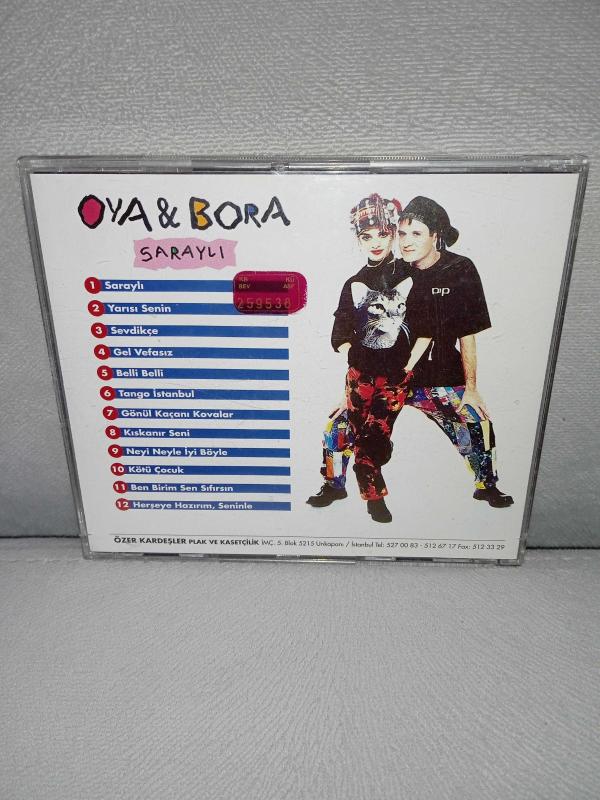 OYA & BORA
SARAYLI
1 Saraylı
KB KÜ
BEV
259536
2 Yarısı Senin
3 Sevdikçe
4 Gel Vefasız
5 Belli Belli
6 Tango İstanbul
7 Gönül Kaçanı Kovalar
8 Kıskanır Seni
9 Neyi Neyle İyi Böyle
10 Kötü Çocuk
11 Ben Birim Sen Sıfırsın
12 Herşeye Hazırım, Seninle
ÖZER KARDEŞLER PLAK VE KASETÇİLİK İMÇ. 5. Blok 5215 Unkapanı / İstanbul Tel: 527 00 83 - 512 67 17 Fax: 512 33 29